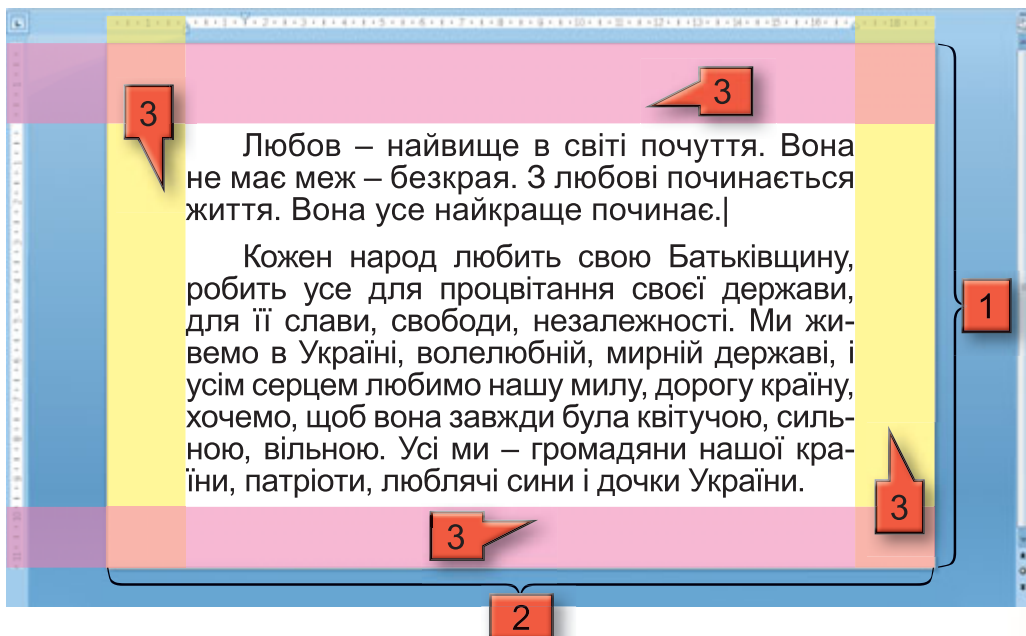 3
3
Любов – найвище в світі почуття. Вона
не має меж – безкрая. З любові починається
життя. Вона усе найкраще починає.
Кожен народ любить свою Батьківщину,
робить усе для процвітання своєї держави,
для її слави, свободи, незалежності. Ми жи-
вемо в Україні, волелюбній, мирній державі, і
усім серцем любимо нашу милу, дорогу країну,
хочемо, щоб вона завжди була квітучою, силь-
ною, вільною. Усі ми – громадяни нашої кра-
їни, патріоти, люблячі сини і дочки України.
1
3
3
2